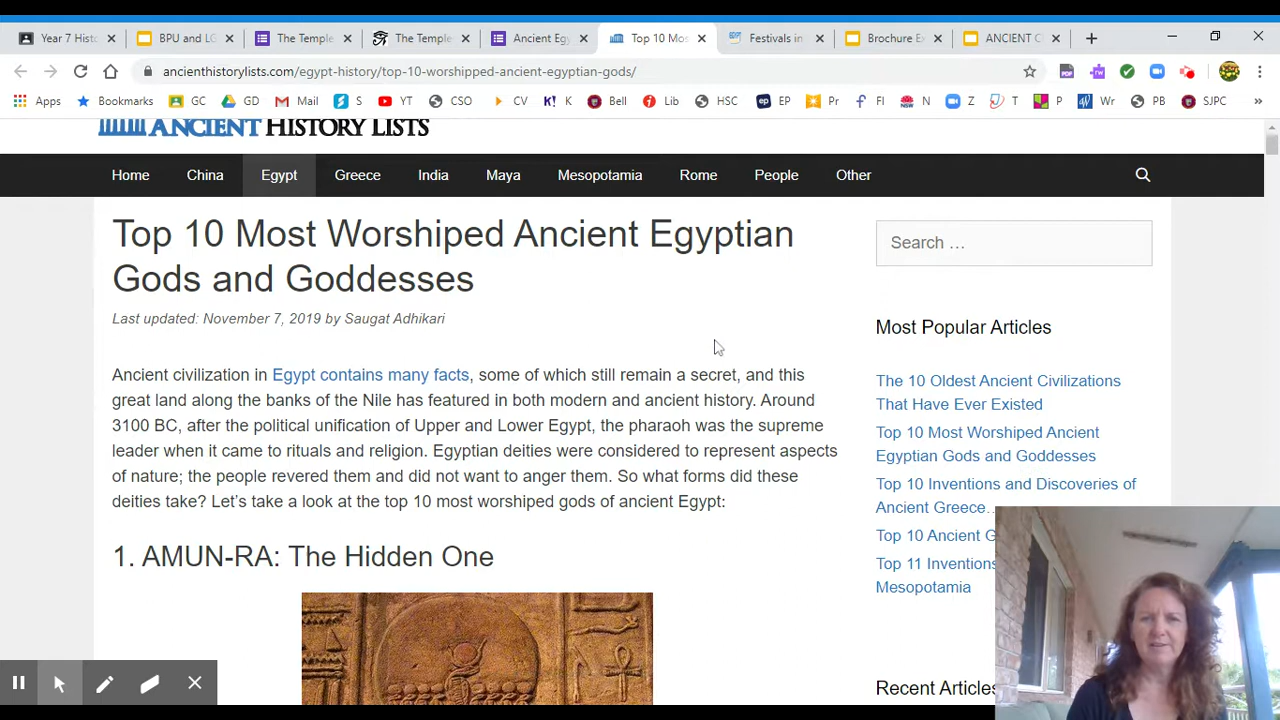 Year 7 Histo
BPU and LG
The Temple
The Temple
Ancient Eg
Top 10 Mos
Festivals in
Brochure Ex
ANCIENT C
ancienthistorylists.com/egypt-history/top-10-worshipped-ancient-egyptian-gods/
Apps Bookmarks GC GD Mail S YT SSO CV K! K Bell Lib HSC ep EP Pr FI N Z T P Wr PB SJPC »
ANCIENT HISTORY LISTS
Home China Egypt Greece India Maya Mesopotamia Rome People Other
Top 10 Most Worshiped Ancient Egyptian
Gods and Goddesses
Last updated: November 7, 2019 by Saugat Adhikari
Ancient civilization in Egypt contains many facts, some of which still remain a secret, and this
great land along the banks of the Nile has featured in both modern and ancient history. Around
3100 BC, after the political unification of Upper and Lower Egypt, the pharaoh was the supreme
leader when it came to rituals and religion. Egyptian deities were considered to represent aspects
of nature; the people revered them and did not want to anger them. So what forms did these
deities take? Let's take a look at the top 10 most worshiped gods of ancient Egypt:
1. AMUN-RA: The Hidden One
Search …
Most Popular Articles
The 10 Oldest Ancient Civilizations
That Have Ever Existed
Top 10 Most Worshiped Ancient
Egyptian Gods and Goddesses
Top 10 Inventions and Discoveries of
Ancient Greece…
Top 10 Ancient G
Top 11 Inventions
Mesopotamia
Recent Articles